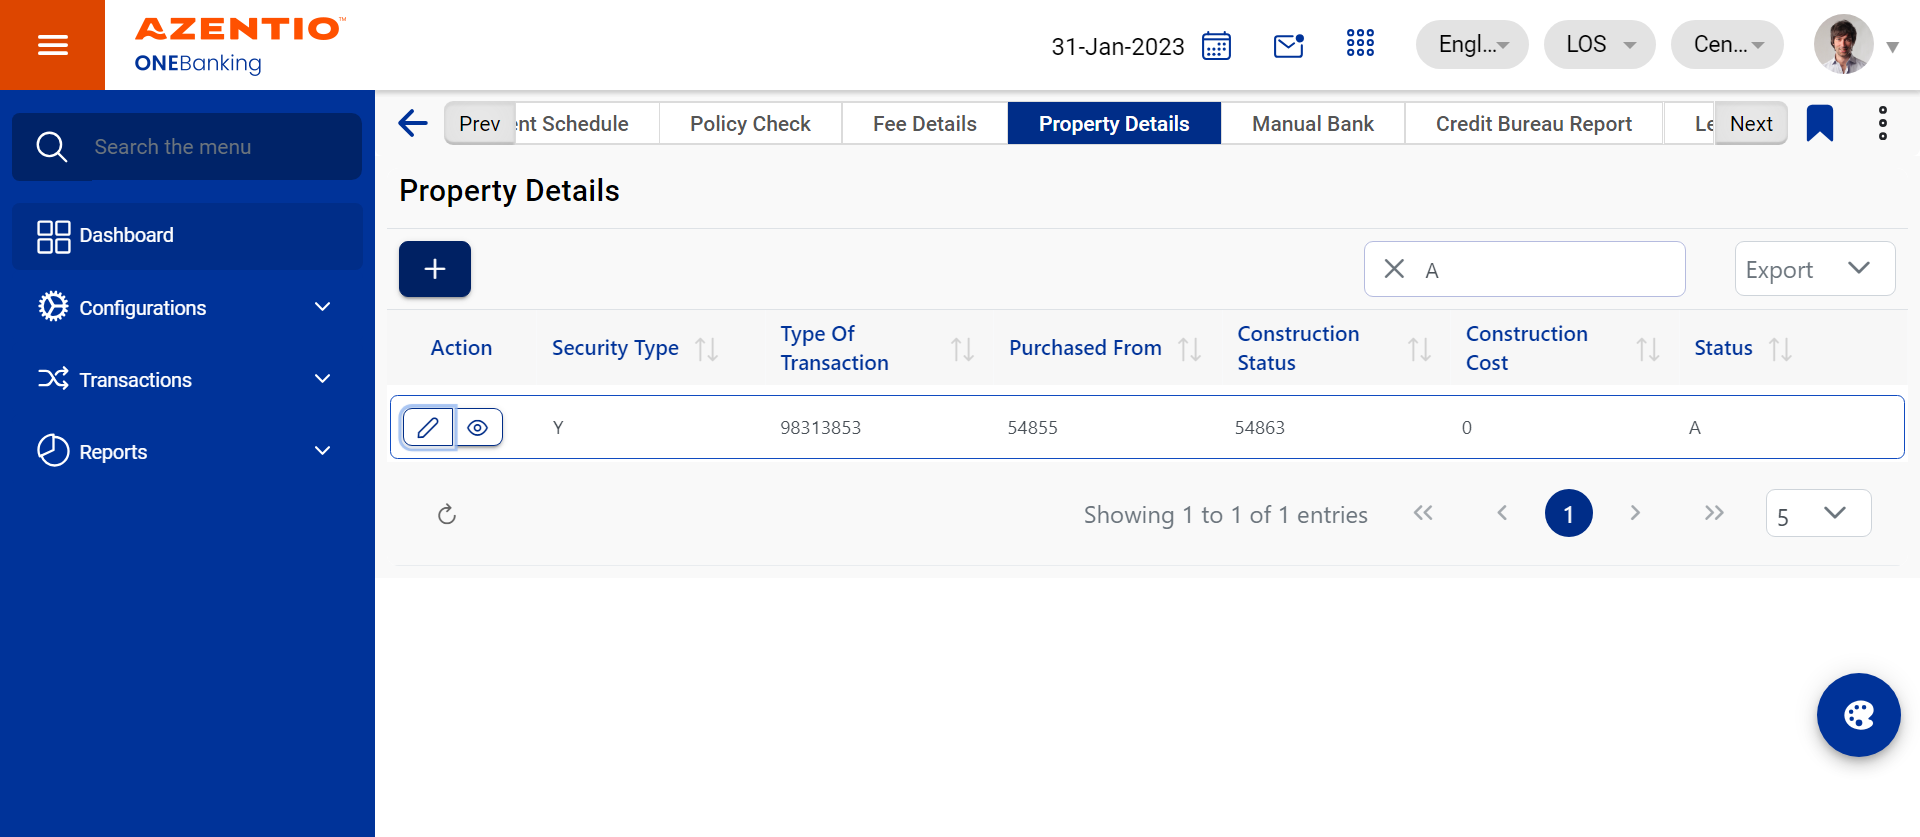 AZENTIO™
ONEBanking
31-Jan-2023
Engl...
LOS
Cen...
Search the menu
Dashboard
Configurations
Transactions
Reports
Prev
nt Schedule
Policy Check
Fee Details
Property Details
Manual Bank
Credit Bureau Report
Le
Next
Property Details
+
A
Export
Action
Security Type
Type Of
Transaction
Purchased From
Construction
Status
Construction
Cost
Status
Y
98313853
54855
54863
0
A
Showing 1 to 1 of 1 entries
1
5